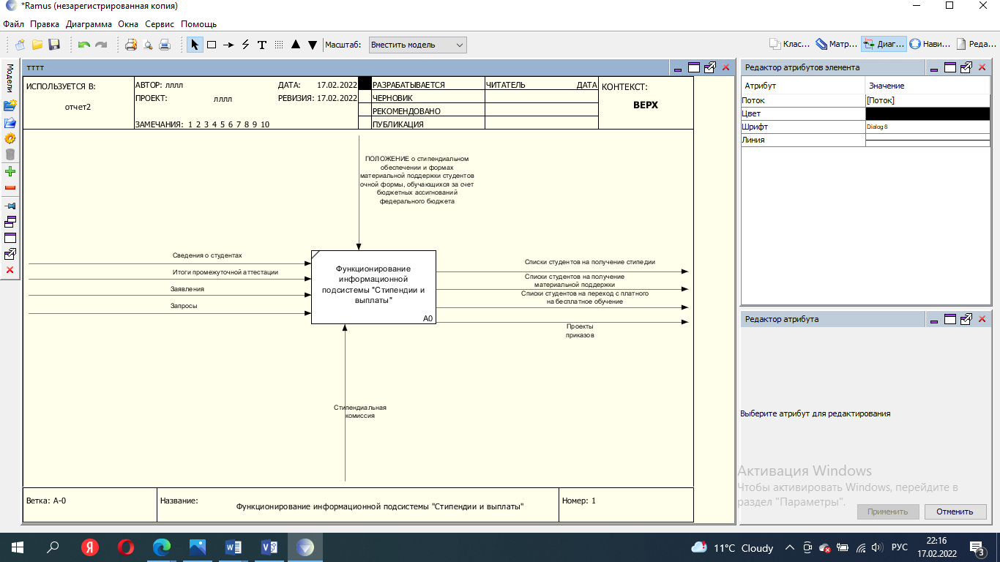 *Ramus (незарегистрированная копия)
Файл Правка Диаграмма Окна Сервис Помощь
Масштаб: Вместить модель
Клас... Матр... Диаг... Нави... Реда...
Модели
тттт
ИСПОЛЬЗУЕТСЯ В:
отчет2
АВТОР: лллл ДАТА: 17.02.2022
ПРОЕКТ: лллл РЕВИЗИЯ: 17.02.2022
ЗАМЕЧАНИЯ: 1 2 3 4 5 6 7 8 9 10
РАЗРАБАТЫВАЕТСЯ
ЧЕРНОВИК
РЕКОМЕНДОВАНО
ПУБЛИКАЦИЯ
ЧИТАТЕЛЬ ДАТА
КОНТЕКСТ:
ВЕРХ
ПОЛОЖЕНИЕ о стипендиальном
обеспечении и формах
материальной поддержки студентов
очной формы, обучающихся за счет
бюджетных ассигнований
федерального бюджета
Сведения о студентах
Итоги промежуточной аттестации
Заявления
Запросы
Функционирование
информационной
подсистемы "Стипендии и
выплаты"
A0
Списки студентов на получение стипедии
Списки студентов на получение
материальной поддержки
Списки студентов на переход с платного
на бесплатное обучение
Проекты
приказов
Стипендиальная
комиссия
Ветка: A-0
Название:
Функционирование информационной подсистемы "Стипендии и выплаты"
Номер: 1
Редактор атрибутов элемента
Атрибут Значение
Поток [Поток]
Цвет
Шрифт Dialog 8
Линия
Редактор атрибута
Выберите атрибут для редактирования
Активация Windows
Чтобы активировать Windows, перейдите в
раздел "Параметры".
Применить Отменить
11°C Cloudy
РУС
22:16
17.02.2022
3